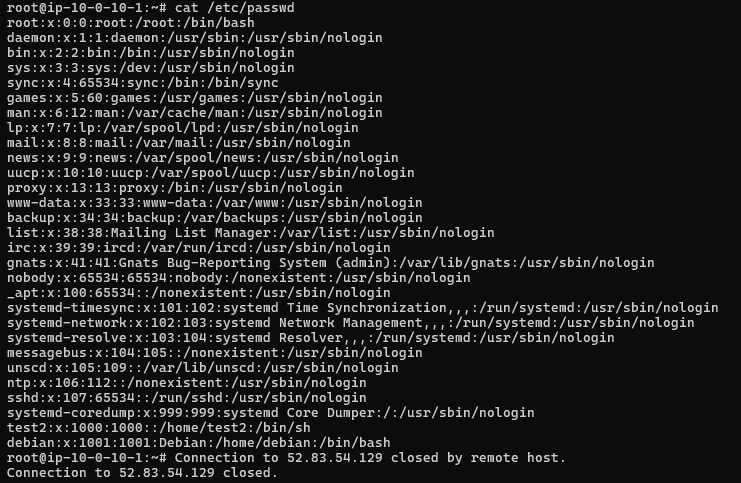 root@ip-10-0-10-1:~# cat /etc/passwd
root:x:0:0:root:/root:/bin/bash
daemon:x:1:1:daemon:/usr/sbin:/usr/sbin/nologin
bin:x:2:2:bin:/bin:/usr/sbin/nologin
sys:x:3:3:sys:/dev:/usr/sbin/nologin
sync:x:4:65534:sync:/bin:/bin/sync
games:x:5:60:games:/usr/games:/usr/sbin/nologin
man:x:6:12:man:/var/cache/man:/usr/sbin/nologin
lp:x:7:7:lp:/var/spool/lpd:/usr/sbin/nologin
mail:x:8:8:mail:/var/mail:/usr/sbin/nologin
news:x:9:9:news:/var/spool/news:/usr/sbin/nologin
uucp:x:10:10:uucp:/var/spool/uucp:/usr/sbin/nologin
proxy:x:13:13:proxy:/bin:/usr/sbin/nologin
www-data:x:33:33:www-data:/var/www:/usr/sbin/nologin
backup:x:34:34:backup:/var/backups:/usr/sbin/nologin
list:x:38:38:Mailing List Manager:/var/list:/usr/sbin/nologin
irc:x:39:39:ircd:/var/run/ircd:/usr/sbin/nologin
gnats:x:41:41:Gnats Bug-Reporting System (admin):/var/lib/gnats:/usr/sbin/nologin
nobody:x:65534:65534:nobody:/nonexistent:/usr/sbin/nologin
_apt:x:100:65534::/nonexistent:/usr/sbin/nologin
systemd-timesync:x:101:102:systemd Time Synchronization,,,:/run/systemd:/usr/sbin/nologin
systemd-network:x:102:103:systemd Network Management,,,:/run/systemd:/usr/sbin/nologin
systemd-resolve:x:103:104:systemd Resolver,,,:/run/systemd:/usr/sbin/nologin
messagebus:x:104:105::/nonexistent:/usr/sbin/nologin
unscd:x:105:109::/var/lib/unscd:/usr/sbin/nologin
ntp:x:106:112::/nonexistent:/usr/sbin/nologin
sshd:x:107:65534::/run/sshd:/usr/sbin/nologin
systemd-coredump:x:999:999:systemd Core Dumper:/:/usr/sbin/nologin
test2:x:1000:1000::/home/test2:/bin/sh
debian:x:1001:1001:Debian:/home/debian:/bin/bash
root@ip-10-0-10-1:~# Connection to 52.83.54.129 closed by remote host.
Connection to 52.83.54.129 closed.